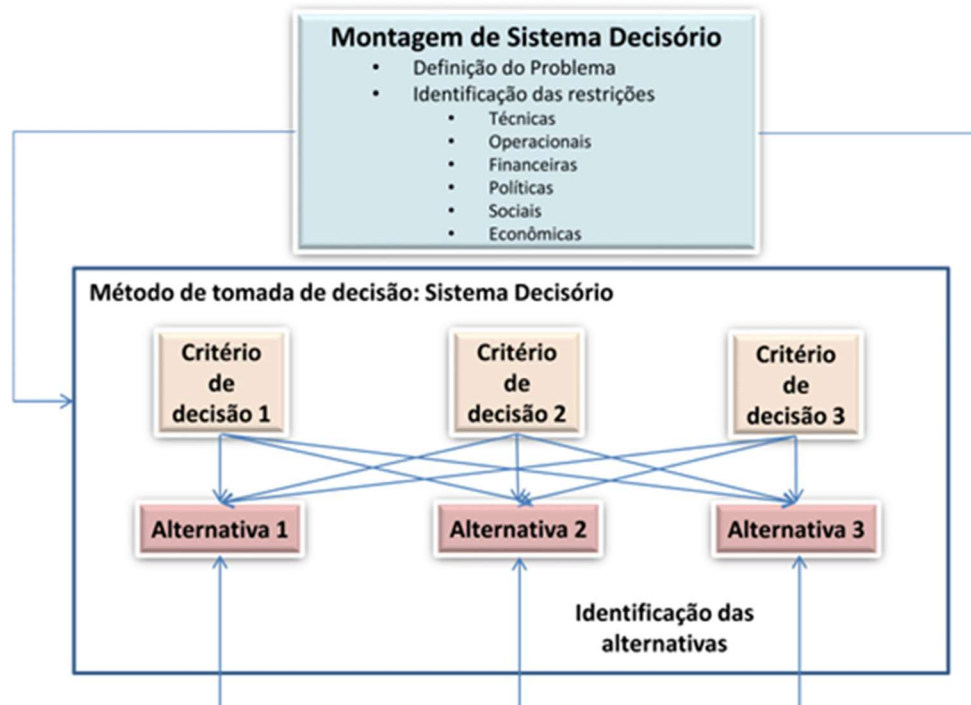 Montagem de Sistema Decisório
• Definição do Problema
• Identificação das restrições
• Técnicas
• Operacionais
• Financeiras
• Políticas
• Sociais
• Econômicas
Método de tomada de decisão: Sistema Decisório
Critério
de
decisão 1
Critério
de
decisão 2
Critério
de
decisão 3
Alternativa 1
Alternativa 2
Alternativa 3
Identificação das
alternativas